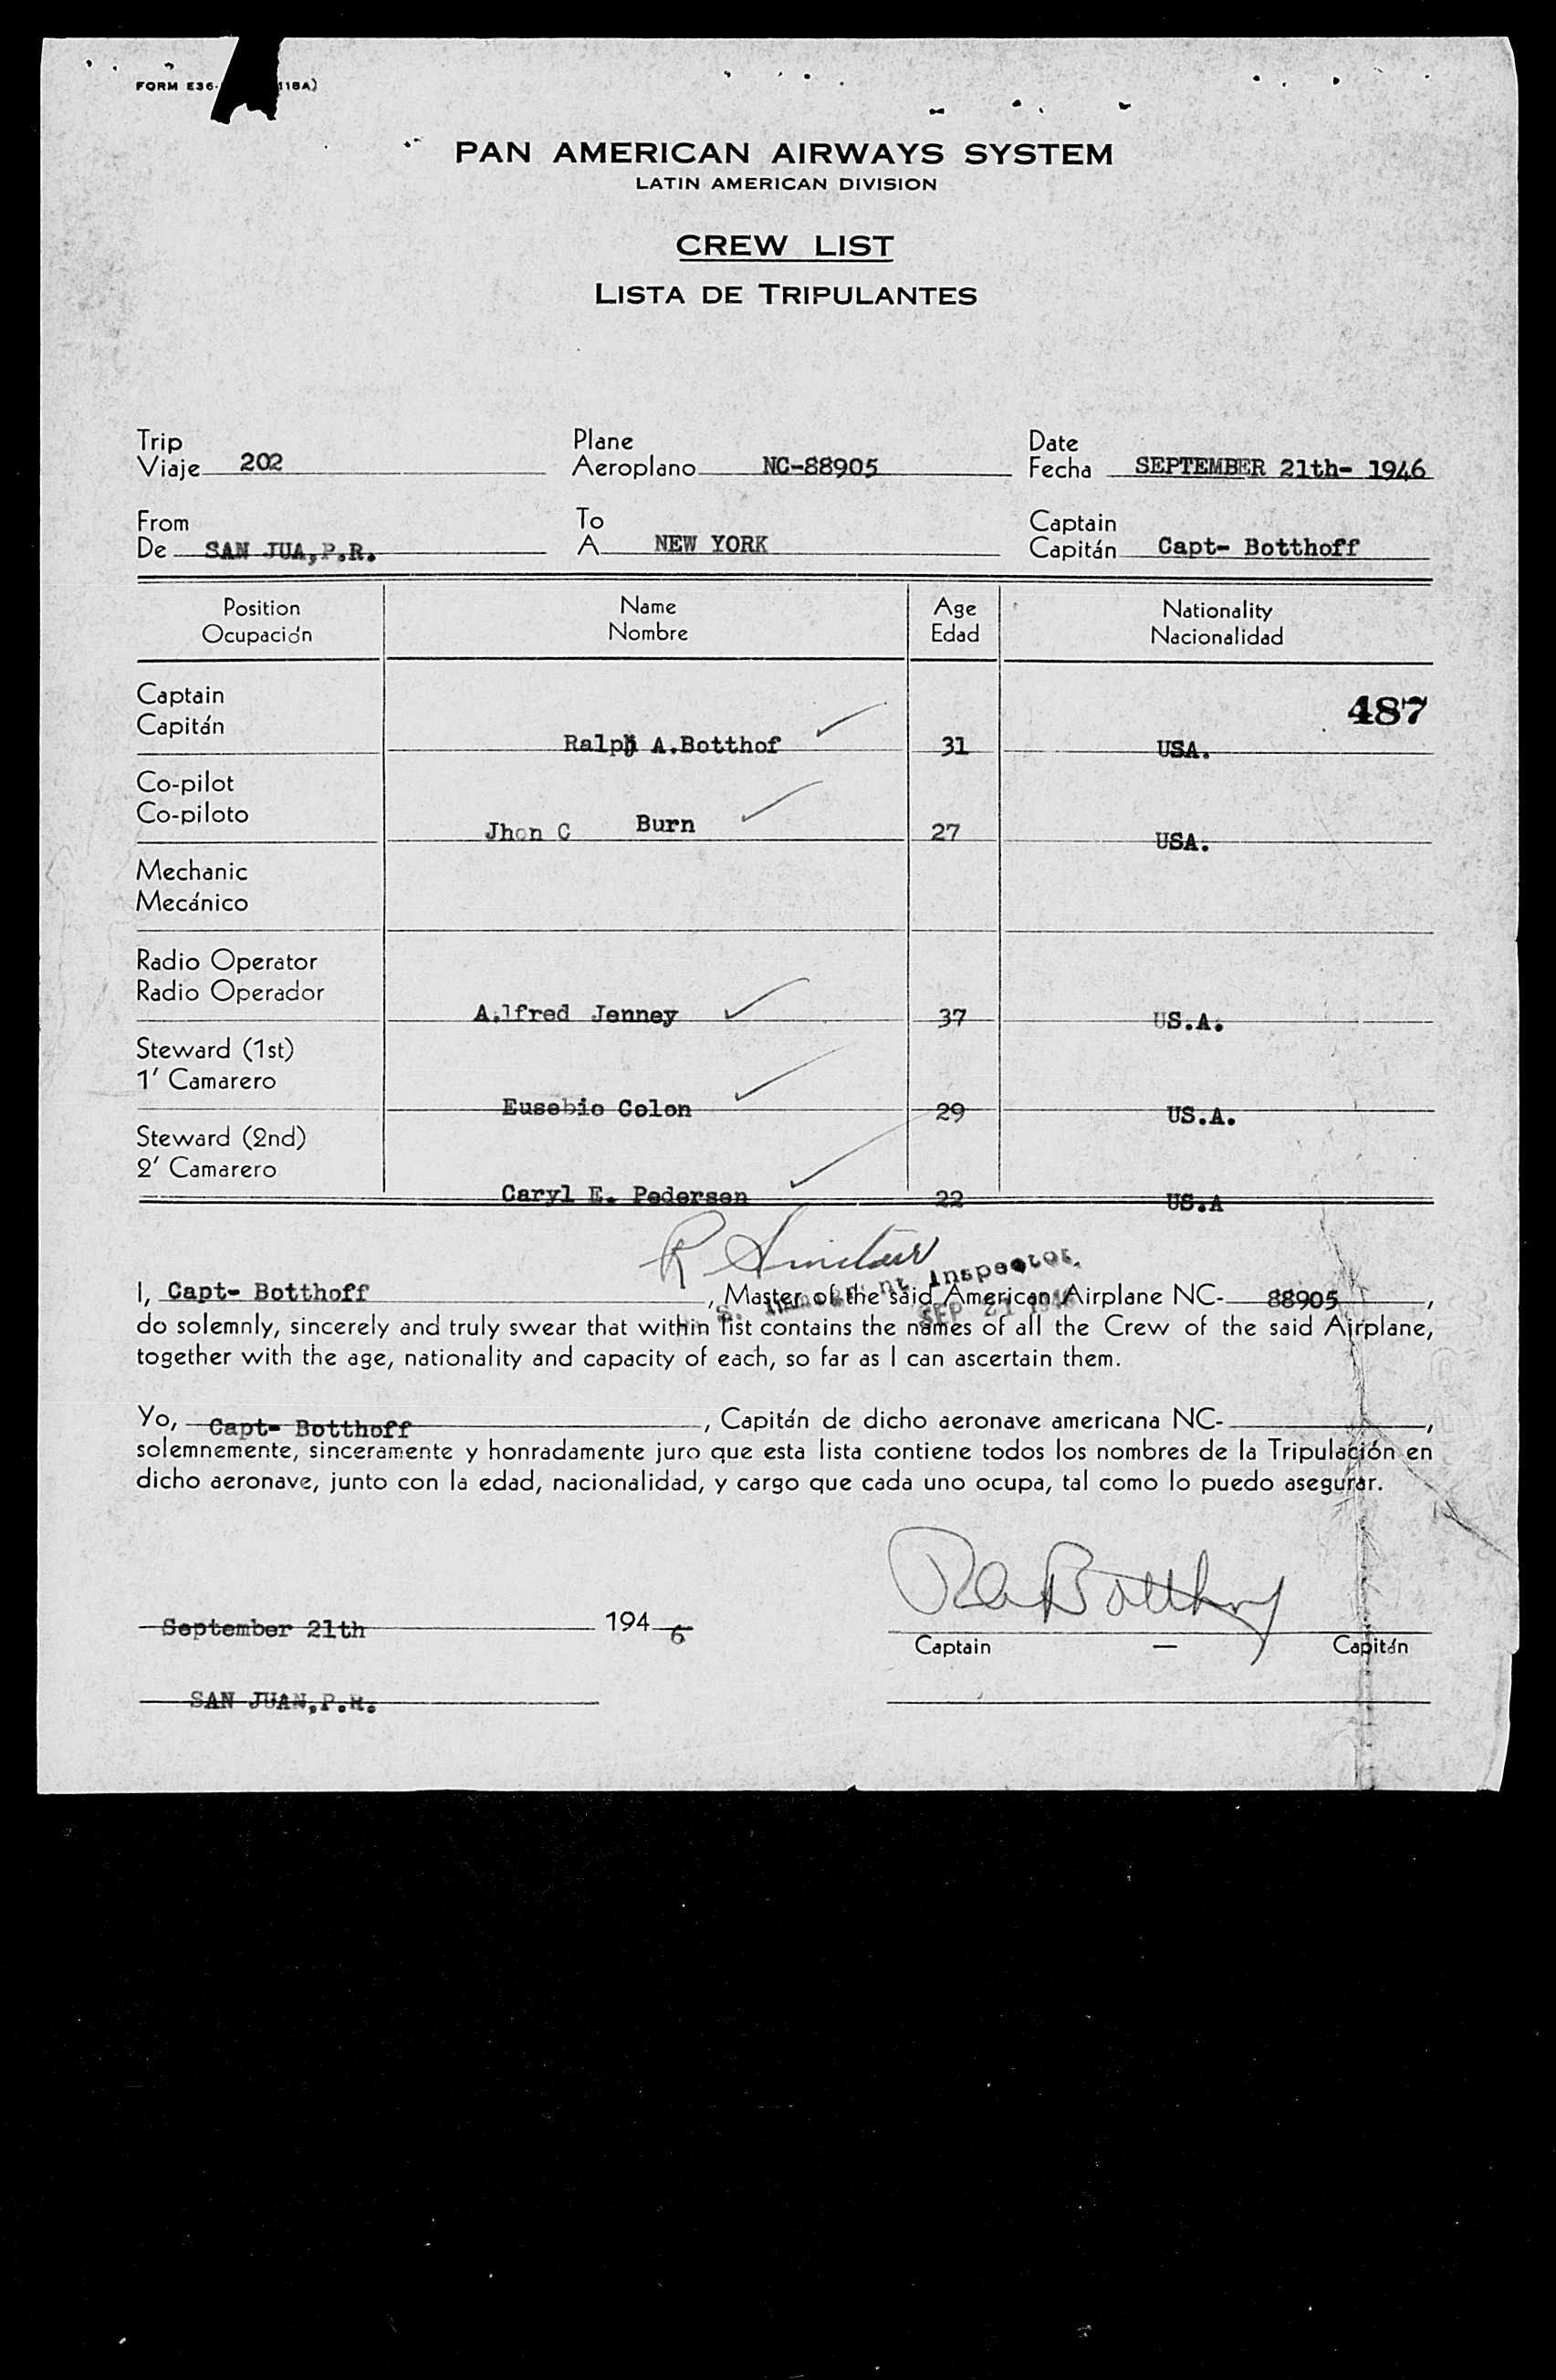 FORM E36- 118A)
PAN AMERICAN AIRWAYS SYSTEM
LATIN AMERICAN DIVISION
CREW LIST
LISTA DE TRIPULANTES
Trip
Viaje 202
Plane
Aeroplano NC-88905
Date
Fecha SEPTEMBER 21th- 1946
From
De SAN JUA,P.R.
To
A NEW YORK
Captain
Capitán Capt- Botthoff
Position Name Age Nationality
Ocupación Nombre Edad Nacionalidad
487
Captain
Capitán Ralph A.Botthof 31 USA.
Co-pilot
Co-piloto Jhon C Burn 27 USA.
Mechanic
Mecánico
Radio Operator
Radio Operador A.lfred Jenney 37 US.A.
Steward (1st)
1' Camarero Eusebio Colon 29 US.A.
Steward (2nd)
2' Camarero Caryl E. Pedersen 22 US.A
R Sinclair
Inspector.
SEP 21 1946
I, Capt- Botthoff, Master of the said American Airplane NC- 88905,
do solemnly, sincerely and truly swear that within list contains the names of all the Crew of the said Airplane,
together with the age, nationality and capacity of each, so far as I can ascertain them.
Yo, Capt- Botthoff, Capitán de dicho aeronave americana NC- ,
solemnemente, sinceramente y honradamente juro que esta lista contiene todos los nombres de la Tripulación en
dicho aeronave, junto con la edad, nacionalidad, y cargo que cada uno ocupa, tal como lo puedo asegurar.
RaBotthof
September 21th 194 6
Captain — Capitán
SAN JUAN,P.R.